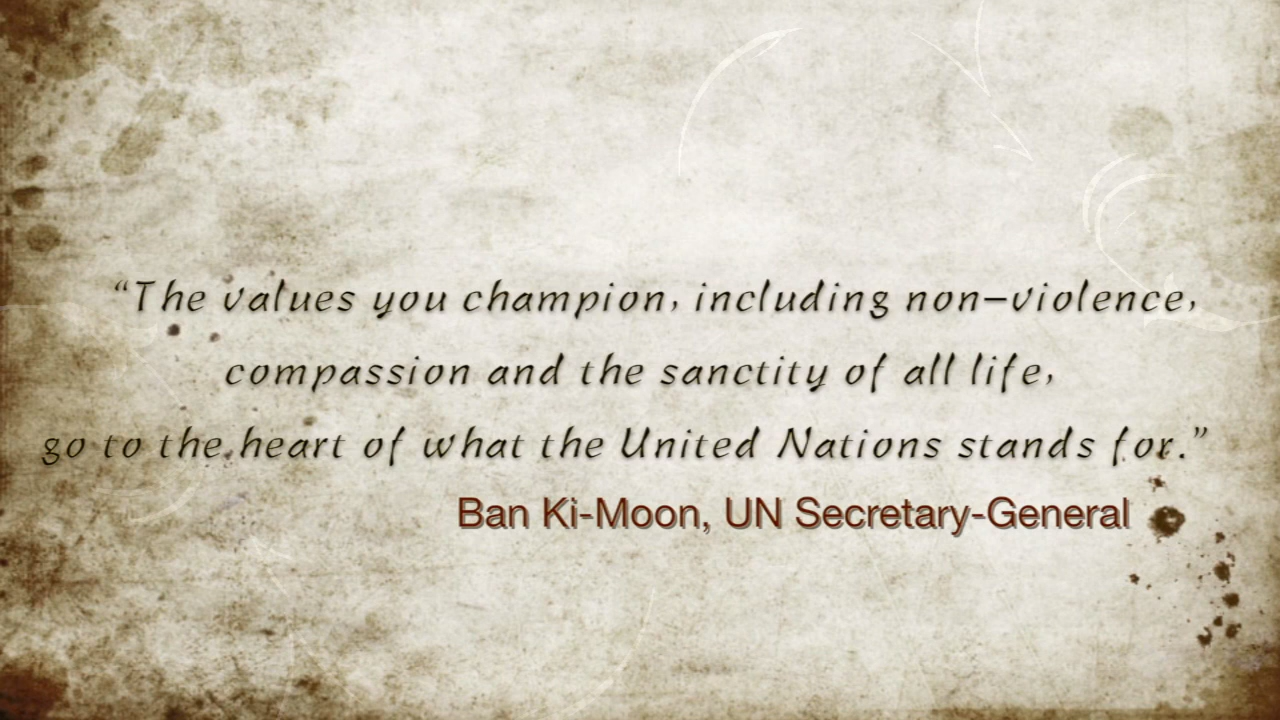 “The values you champion, including non–violence,
compassion and the sanctity of all life,
go to the heart of what the United Nations stands for.”
Ban Ki-Moon, UN Secretary-General